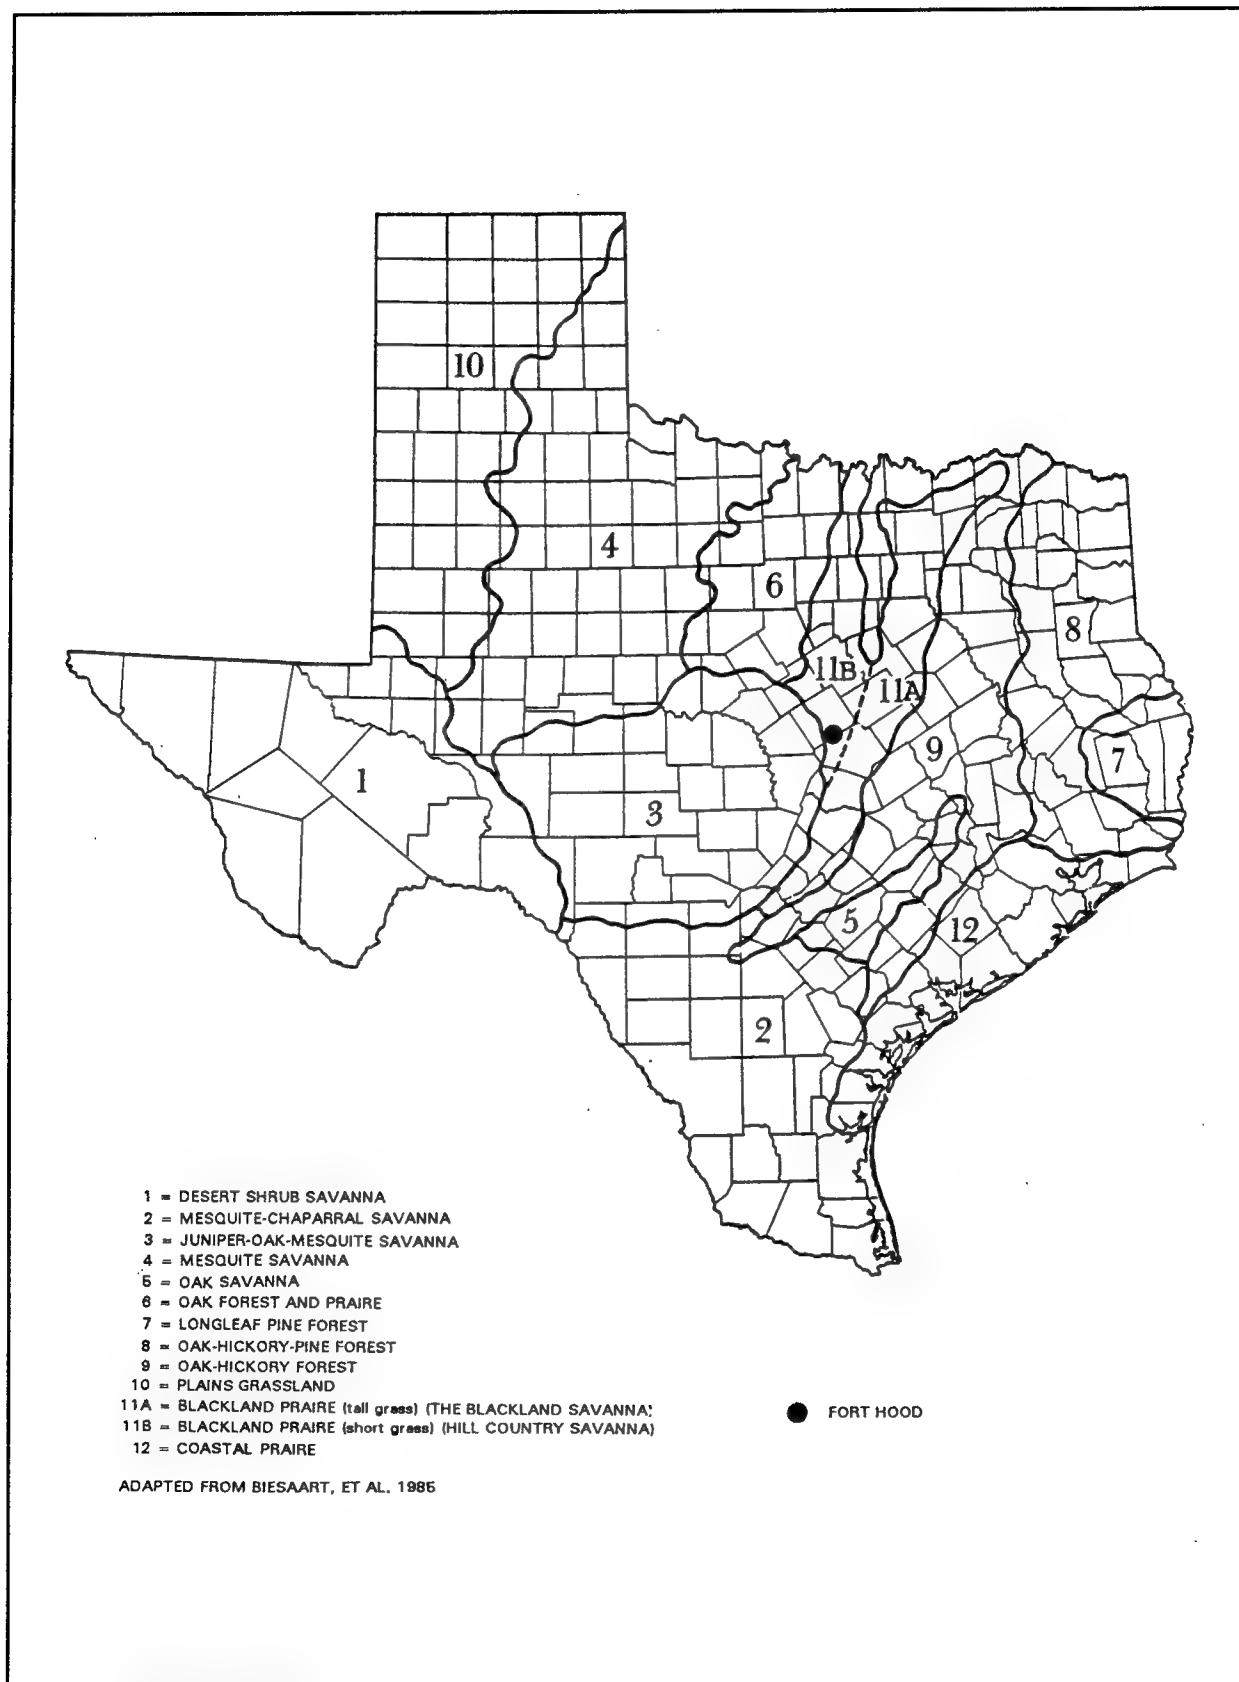 10
4
6
8
11B
11A
9
7
1
3
5
12
2
1 = DESERT SHRUB SAVANNA
2 = MESQUITE-CHAPARRAL SAVANNA
3 = JUNIPER-OAK-MESQUITE SAVANNA
4 = MESQUITE SAVANNA
5 = OAK SAVANNA
6 = OAK FOREST AND PRAIRE
7 = LONGLEAF PINE FOREST
8 = OAK-HICKORY-PINE FOREST
9 = OAK-HICKORY FOREST
10 = PLAINS GRASSLAND
11A = BLACKLAND PRAIRE (tall grass) (THE BLACKLAND SAVANNA)
11B = BLACKLAND PRAIRE (short grass) (HILL COUNTRY SAVANNA)
12 = COASTAL PRAIRE
FORT HOOD
ADAPTED FROM BIESAART, ET AL. 1985